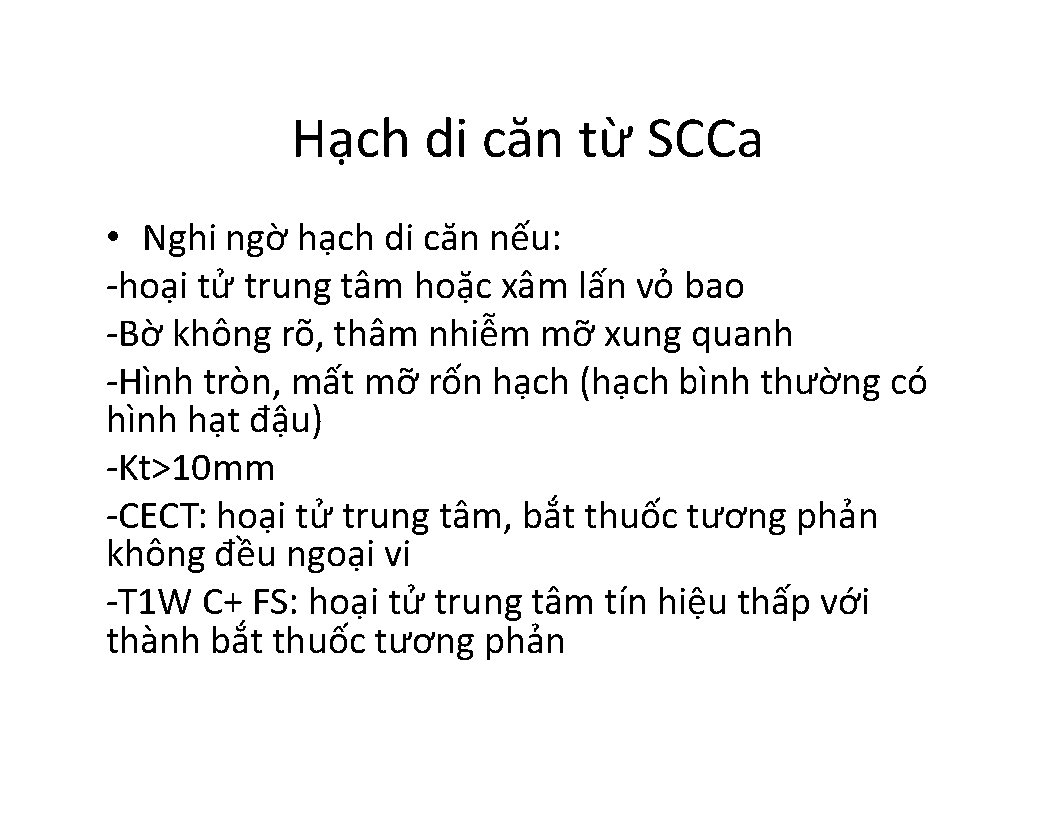 Hạch di căn từ SCCa
• Nghi ngờ hạch di căn nếu:
-hoại tử trung tâm hoặc xâm lấn vỏ bao
-Bờ không rõ, thâm nhiễm mỡ xung quanh
-Hình tròn, mất mỡ rốn hạch (hạch bình thường có
hình hạt đậu)
-Kt>10mm
-CECT: hoại tử trung tâm, bắt thuốc tương phản
không đều ngoại vi
-T1W C+ FS: hoại tử trung tâm tín hiệu thấp với
thành bắt thuốc tương phản